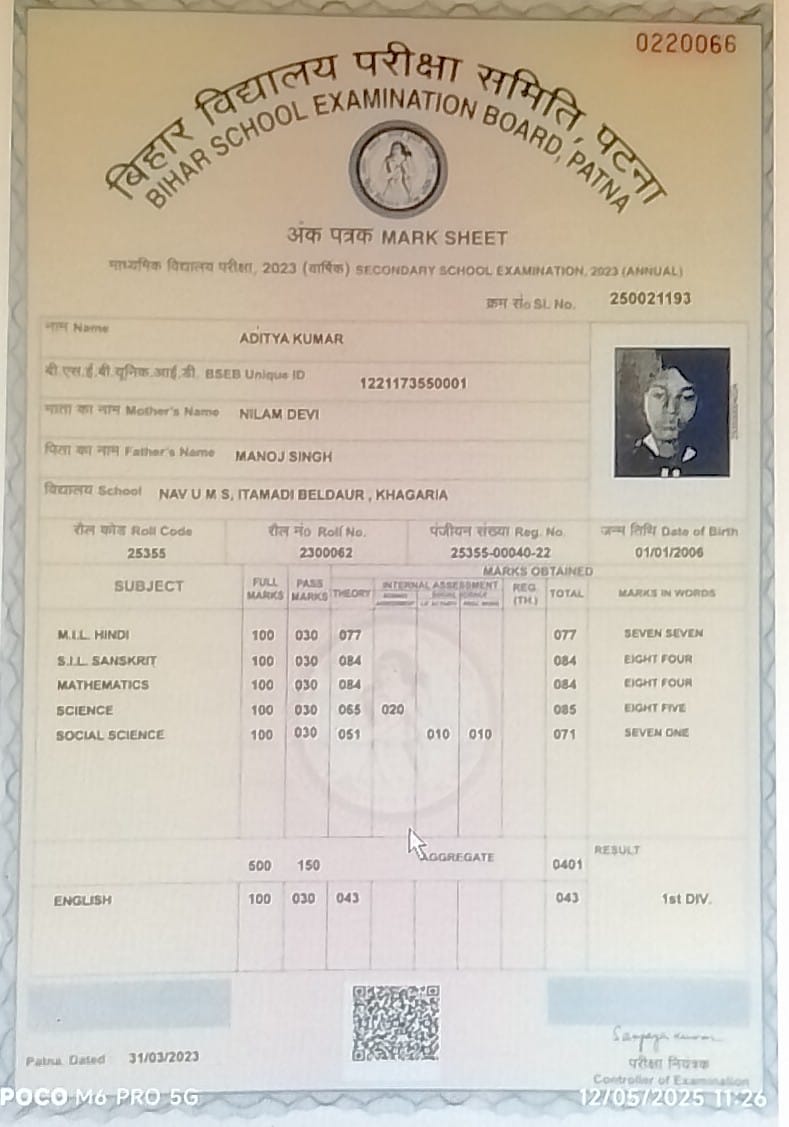 0220066
बिहार विद्यालय परीक्षा समिति, पटना
BIHAR SCHOOL EXAMINATION BOARD, PATNA
अंक पत्रक MARK SHEET
माध्यमिक विद्यालय परीक्षा, 2023 (वार्षिक) SECONDARY SCHOOL EXAMINATION, 2023 (ANNUAL)
क्रम सं० Sl. No. 250021193
नाम Name ADITYA KUMAR
बी.एस.ई.बी.यूनिक.आई.डी. BSEB Unique ID 1221173550001
माता का नाम Mother's Name NILAM DEVI
पिता का नाम Father's Name MANOJ SINGH
विद्यालय School NAV U M S, ITAMADI BELDAUR , KHAGARIA
रौल कोड Roll Code रौल नं० Roll No. पंजीयन संख्या Reg. No. जन्म तिथि Date of Birth
25355 2300062 25355-00040-22 01/01/2006
SUBJECT FULL MARKS PASS MARKS MARKS OBTAINED
THEORY INTERNAL ASSESSMENT REG. (TH.) TOTAL MARKS IN WORDS
M.I.L. HINDI 100 030 077 077 SEVEN SEVEN
S.I.L. SANSKRIT 100 030 084 084 EIGHT FOUR
MATHEMATICS 100 030 084 084 EIGHT FOUR
SCIENCE 100 030 065 020 085 EIGHT FIVE
SOCIAL SCIENCE 100 030 051 010 010 071 SEVEN ONE
500 150 AGGREGATE 0401 RESULT
ENGLISH 100 030 043 043 1st DIV.
Patna, Dated 31/03/2023
परीक्षा नियंत्रक
Controller of Examination
POCO M6 PRO 5G 12/05/2025 11:26